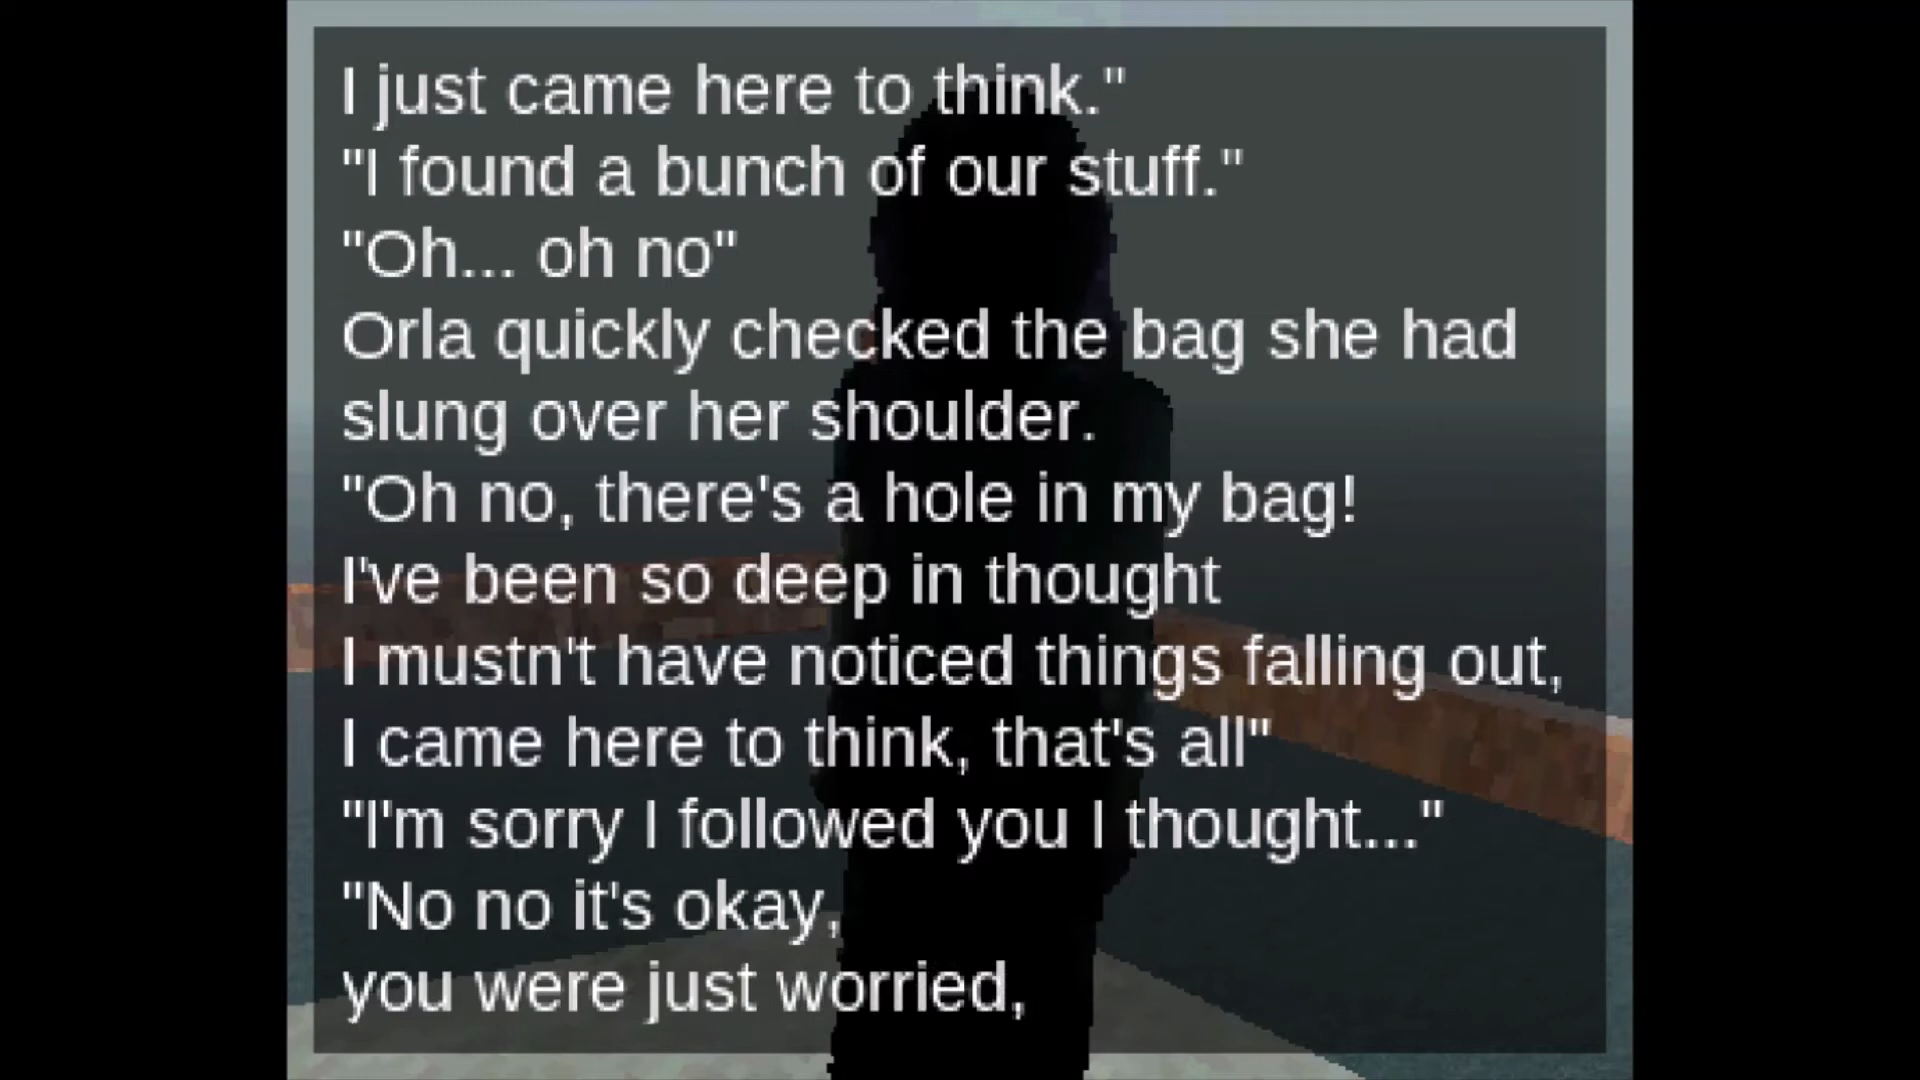 I just came here to think."
"I found a bunch of our stuff."
"Oh... oh no"
Orla quickly checked the bag she had
slung over her shoulder.
"Oh no, there's a hole in my bag!
I've been so deep in thought
I mustn't have noticed things falling out,
I came here to think, that's all"
"I'm sorry I followed you I thought..."
"No no it's okay,
you were just worried,